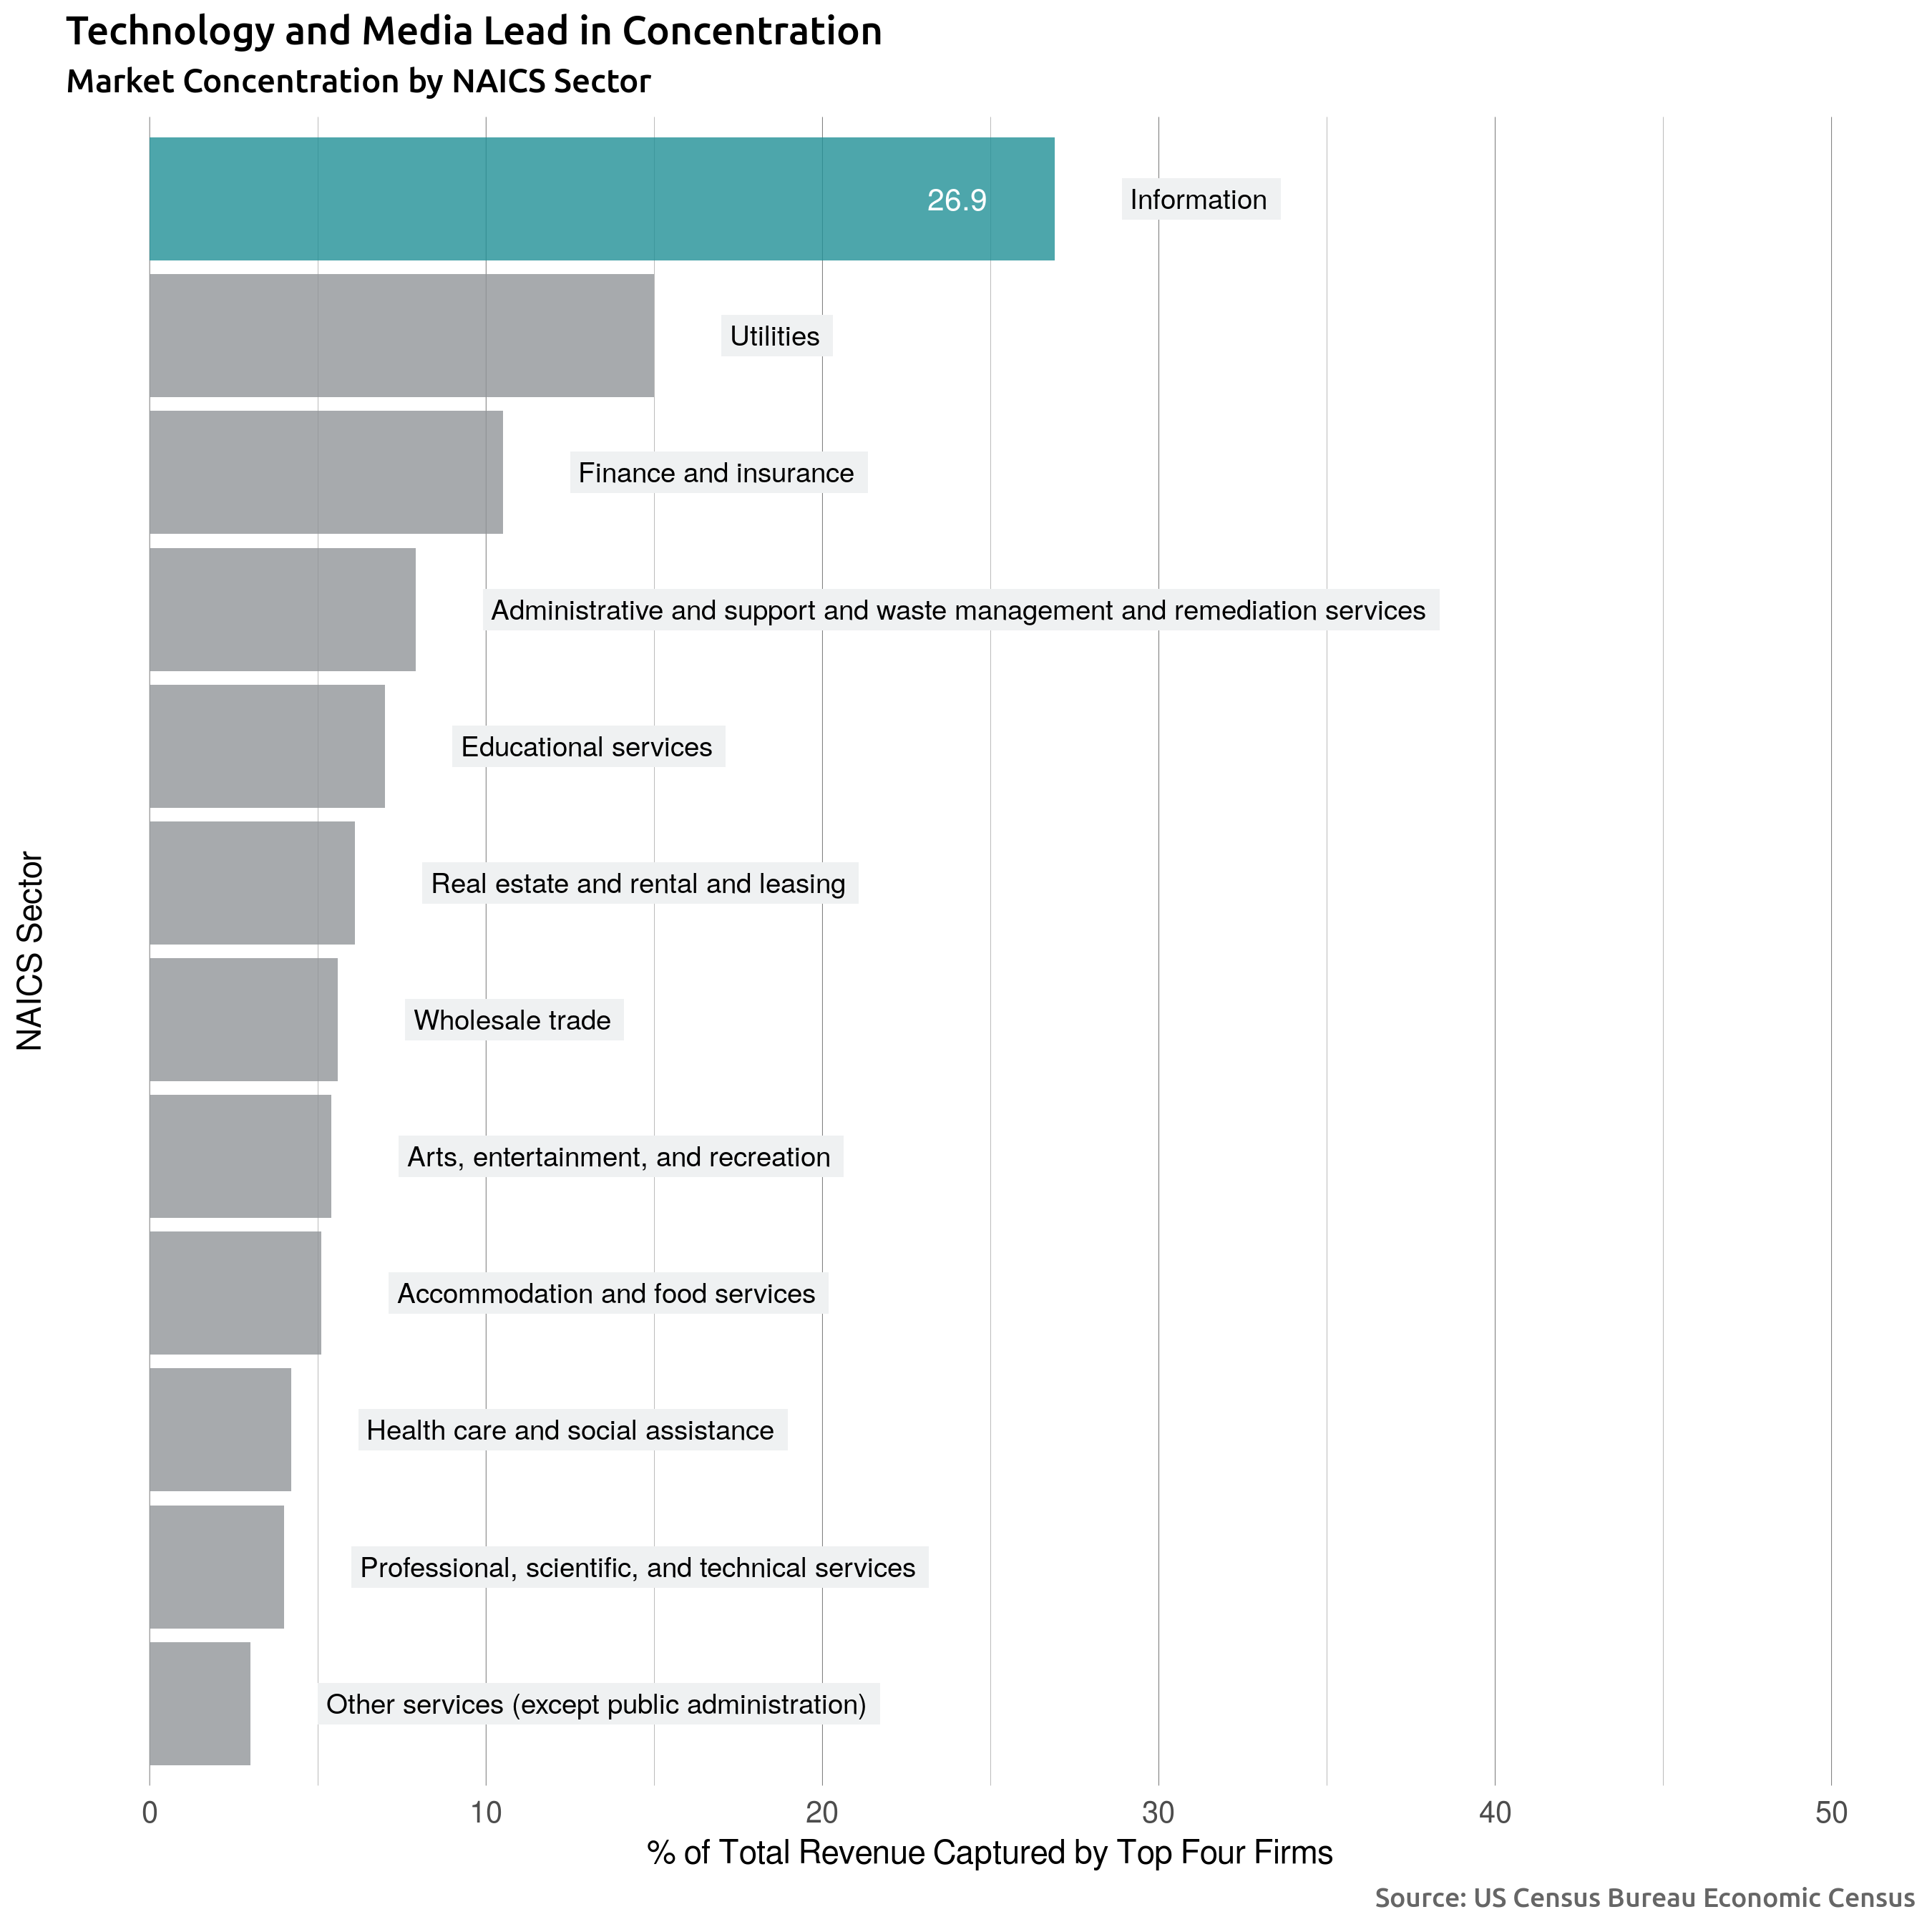 Technology and Media Lead in Concentration
Market Concentration by NAICS Sector
NAICS Sector
26.9
Information
Utilities
Finance and insurance
Administrative and support and waste management and remediation services
Educational services
Real estate and rental and leasing
Wholesale trade
Arts, entertainment, and recreation
Accommodation and food services
Health care and social assistance
Professional, scientific, and technical services
Other services (except public administration)
0 10 20 30 40 50
% of Total Revenue Captured by Top Four Firms
Source: US Census Bureau Economic Census